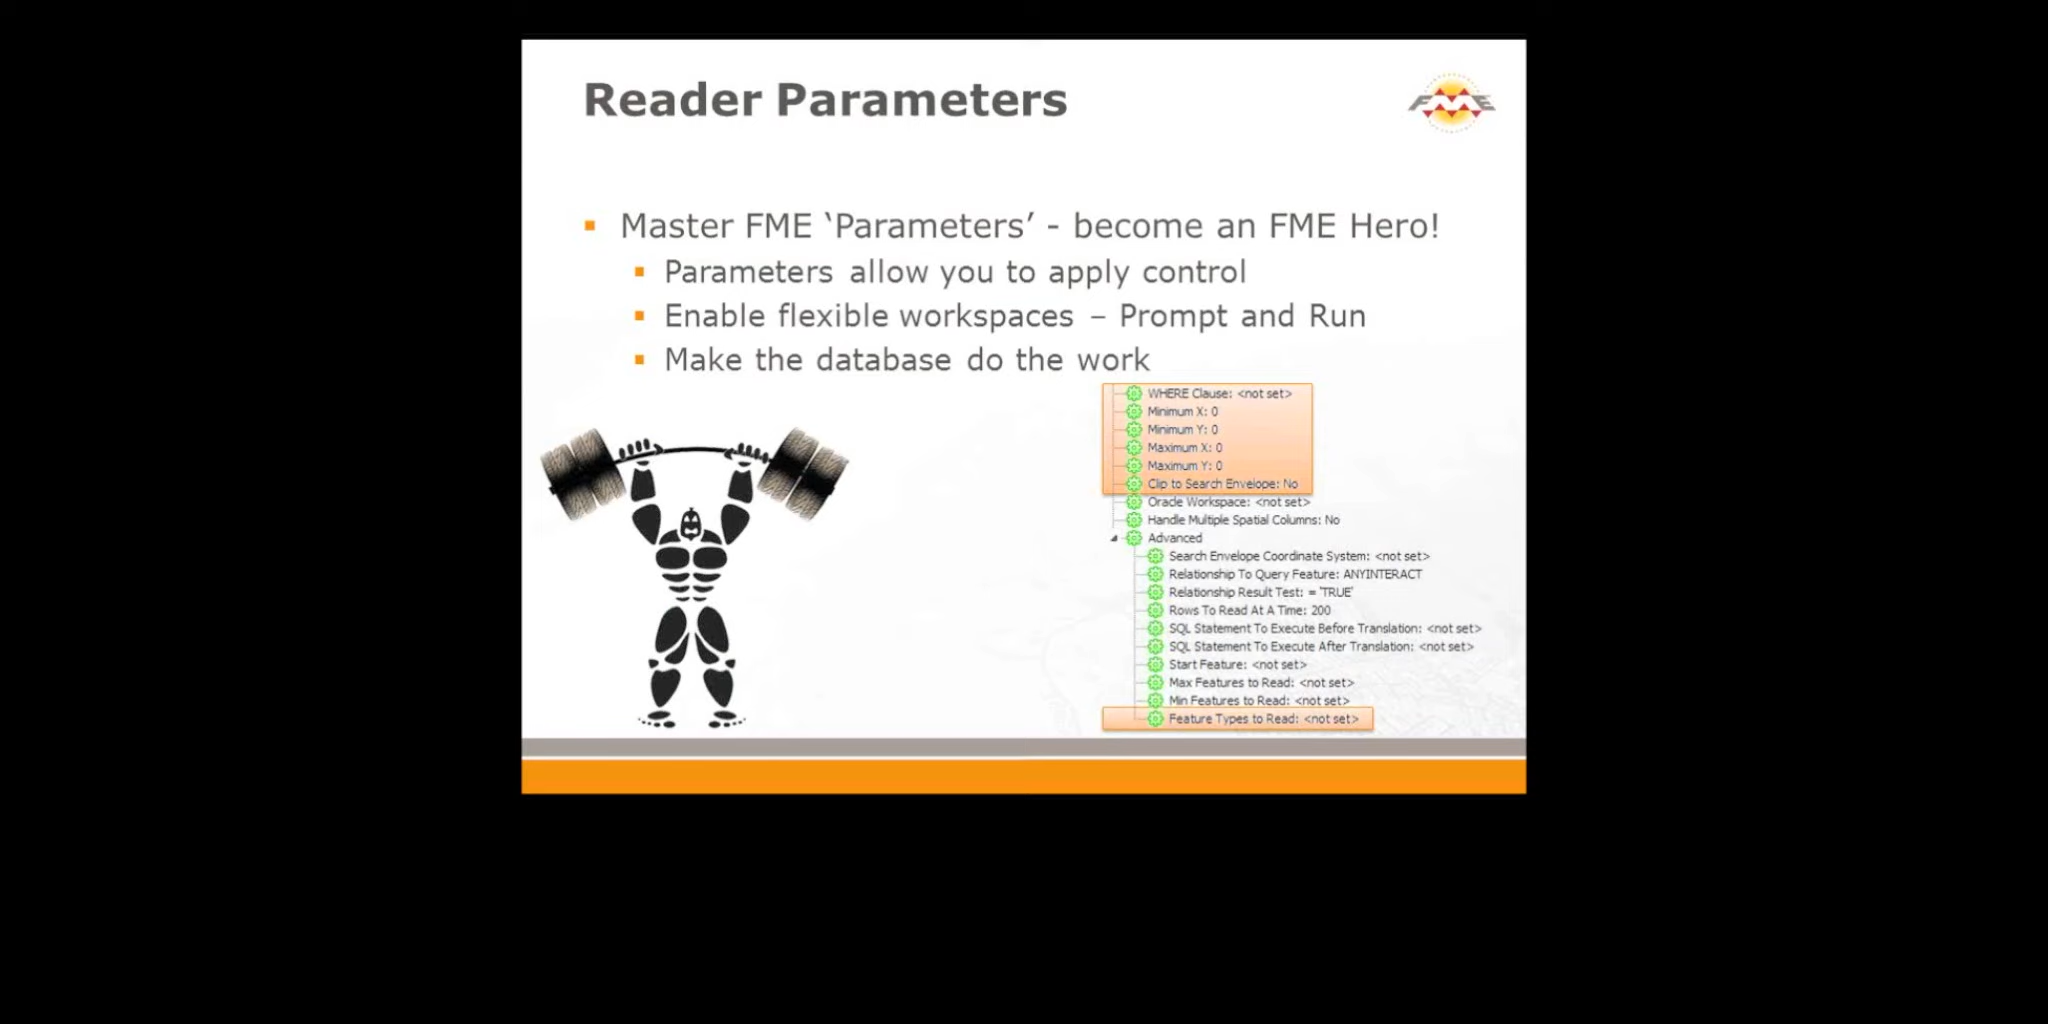 Reader Parameters
FME
Master FME ‘Parameters’ - become an FME Hero!
Parameters allow you to apply control
Enable flexible workspaces – Prompt and Run
Make the database do the work
WHERE Clause: <not set>
Minimum X: 0
Minimum Y: 0
Maximum X: 0
Maximum Y: 0
Clip to Search Envelope: No
Oracle Workspace: <not set>
Handle Multiple Spatial Columns: No
Advanced
Search Envelope Coordinate System: <not set>
Relationship To Query Feature: ANYINTERACT
Relationship Result Test: = 'TRUE'
Rows To Read At A Time: 200
SQL Statement To Execute Before Translation: <not set>
SQL Statement To Execute After Translation: <not set>
Start Feature: <not set>
Max Features to Read: <not set>
Min Features to Read: <not set>
Feature Types to Read: <not set>